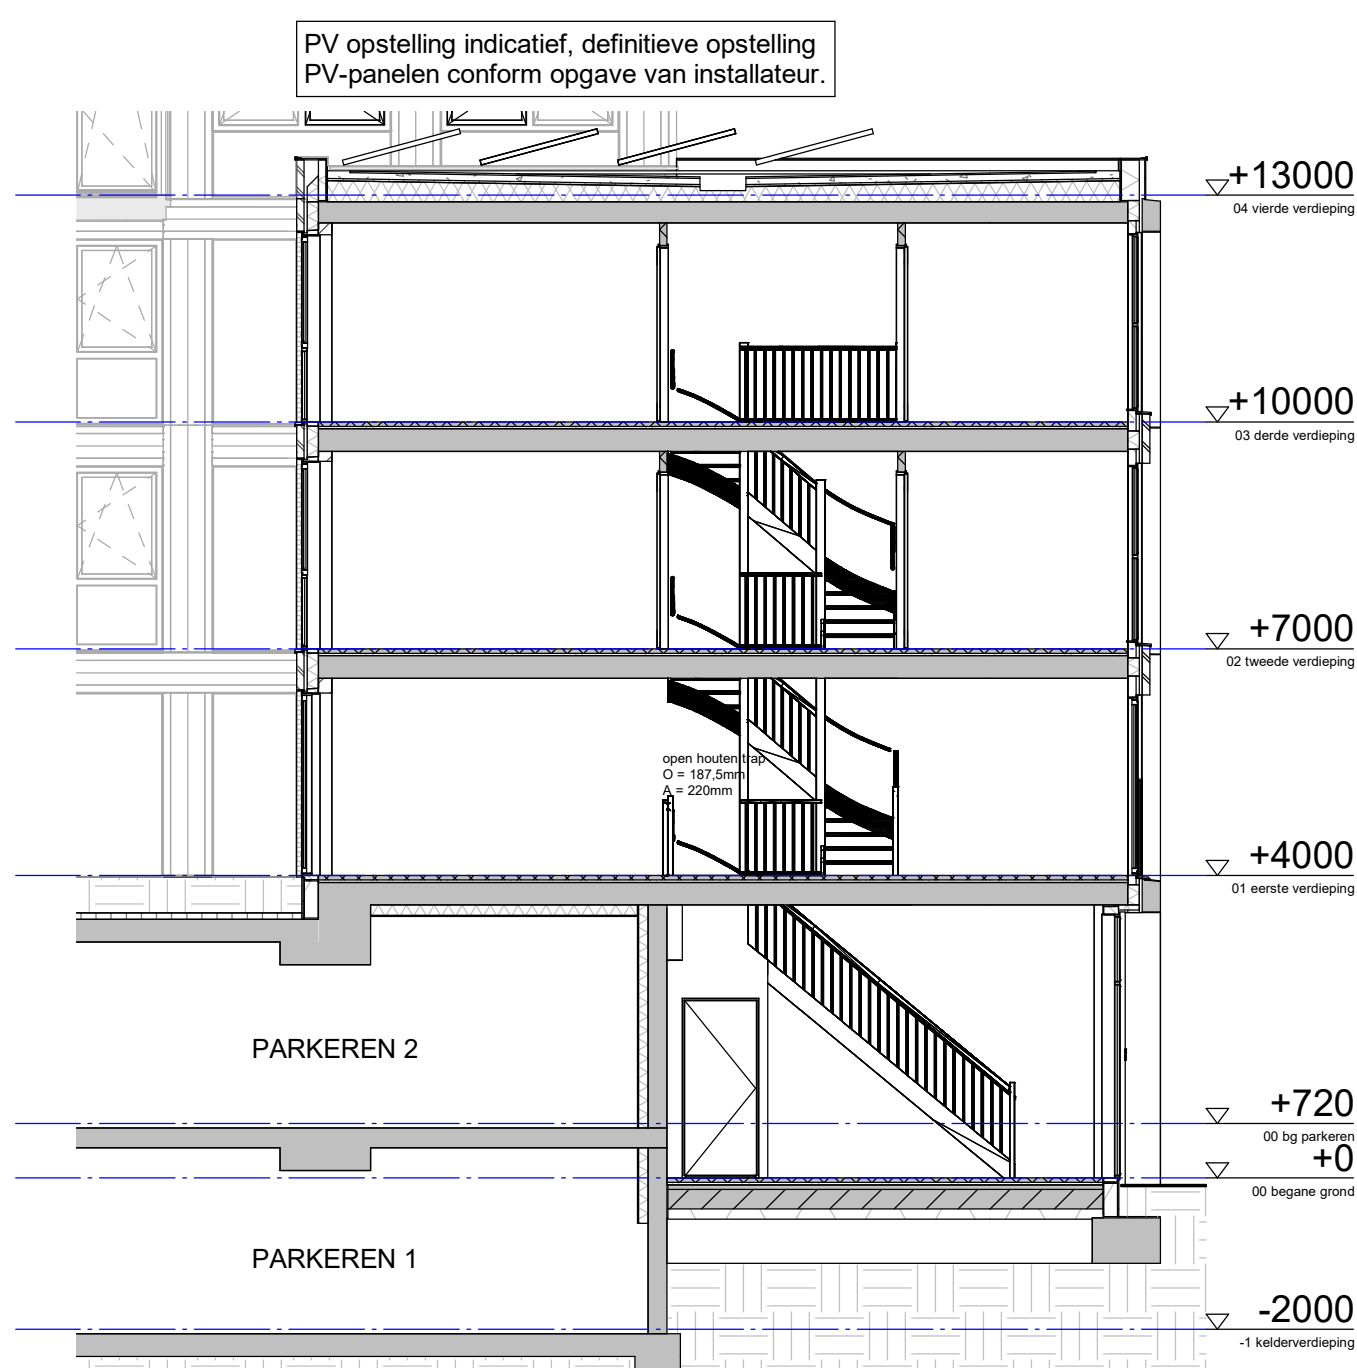 PV opstelling indicatief, definitieve opstelling
PV-panelen conform opgave van installateur.
+13000
04 vierde verdieping
+10000
03 derde verdieping
+7000
02 tweede verdieping
open houten trap
O = 187,5mm
A = 220mm
+4000
01 eerste verdieping
PARKEREN 2
+720
00 bg parkeren
+0
00 begane grond
PARKEREN 1
-2000
-1 kelderverdieping